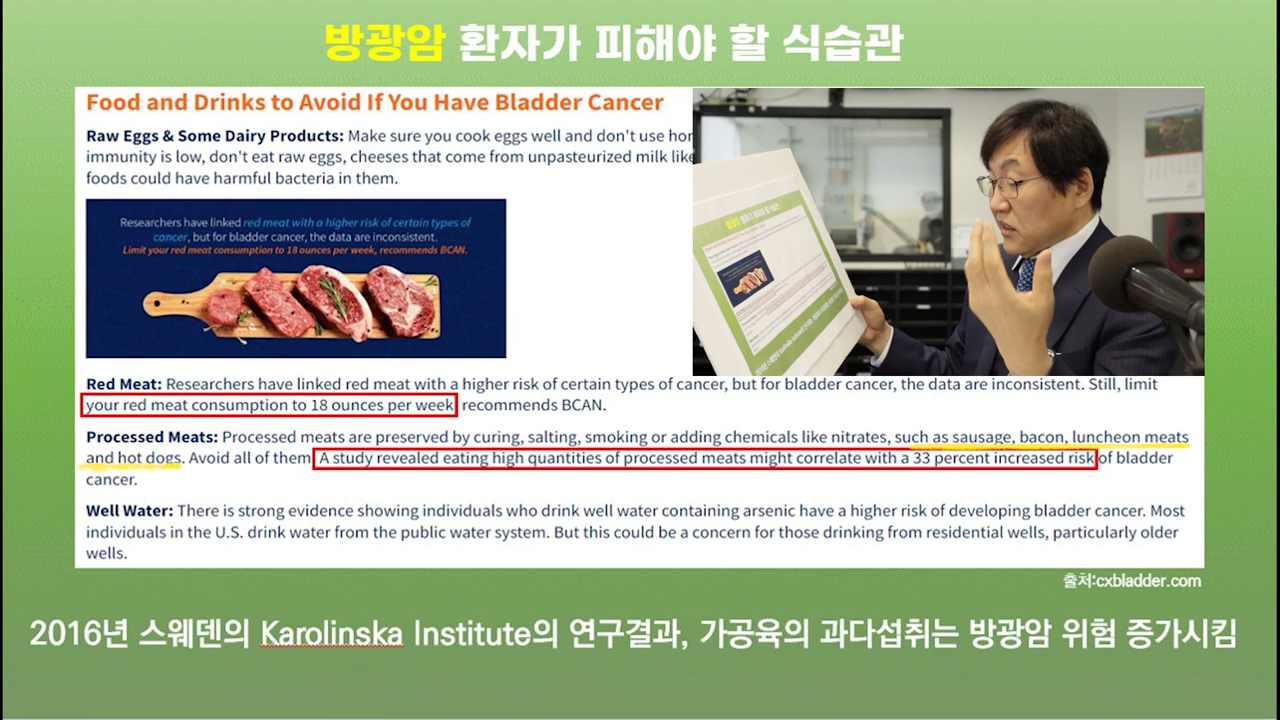 방광암 환자가 피해야 할 식습관
Food and Drinks to Avoid If You Have Bladder Cancer
Raw Eggs & Some Dairy Products: Make sure you cook eggs well and don't use
immunity is low, don't eat raw eggs, cheeses that come from unpasteurized milk like
foods could have harmful bacteria in them.
Researchers have linked red meat with a higher risk of certain types of
cancer, but for bladder cancer, the data are inconsistent.
Limit your red meat consumption to 18 ounces per week, recommends BCAN.
방광암 환자가 피해야 할 식습관
Red Meat: Researchers have linked red meat with a higher risk of certain types of cancer, but for bladder cancer, the data are inconsistent. Still, limit
your red meat consumption to 18 ounces per week, recommends BCAN.
Processed Meats: Processed meats are preserved by curing, salting, smoking or adding chemicals like nitrates, such as sausage, bacon, luncheon meats
and hot dogs. Avoid all of them. A study revealed eating high quantities of processed meats might correlate with a 33 percent increased risk of bladder
cancer.
Well Water: There is strong evidence showing individuals who drink well water containing arsenic have a higher risk of developing bladder cancer. Most
individuals in the U.S. drink water from the public water system. But this could be a concern for those drinking from residential wells, particularly older
wells.
출처:cxbladder.com
2016년 스웨덴의 Karolinska Institute의 연구결과, 가공육의 과다섭취는 방광암 위험 증가시킴